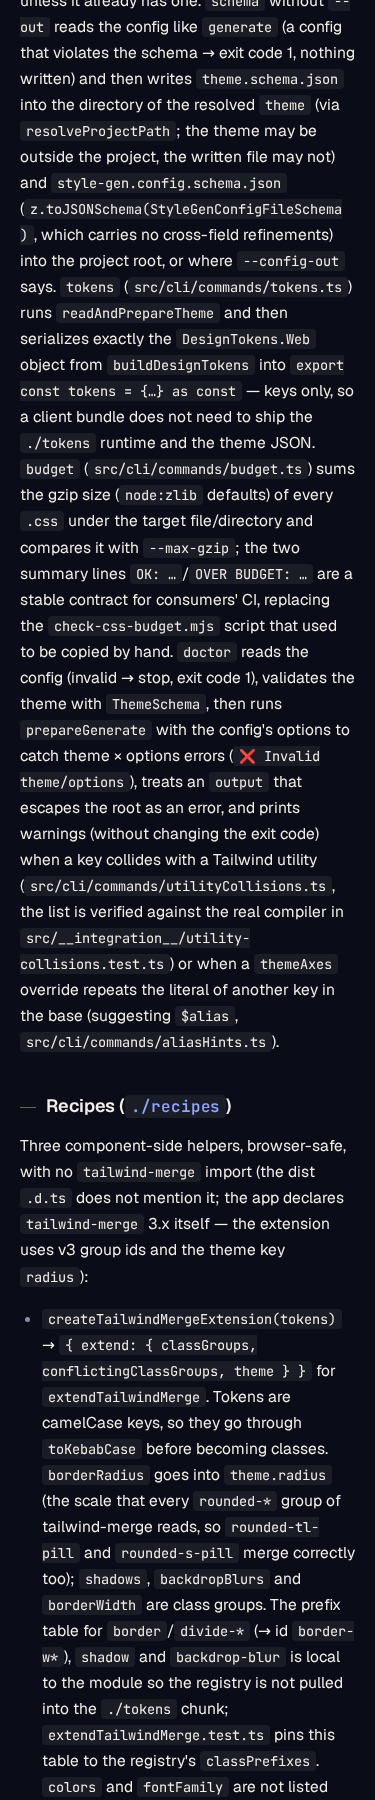 unless it already has one. schema without --
out reads the config like generate (a config
that violates the schema → exit code 1, nothing
written) and then writes theme.schema.json
into the directory of the resolved theme (via
resolveProjectPath; the theme may be
outside the project, the written file may not)
and style-gen.config.schema.json
(z.toJSONSchema(StyleGenConfigFileSchema
), which carries no cross-field refinements)
into the project root, or where --config-out
says. tokens (src/cli/commands/tokens.ts)
runs readAndPrepareTheme and then
serializes exactly the DesignTokens.Web
object from buildDesignTokens into export
const tokens = {…} as const — keys only, so
a client bundle does not need to ship the
./tokens runtime and the theme JSON.
budget (src/cli/commands/budget.ts) sums
the gzip size (node:zlib defaults) of every
.css under the target file/directory and
compares it with --max-gzip; the two
summary lines OK: …/OVER BUDGET: … are a
stable contract for consumers' CI, replacing
the check-css-budget.mjs script that used
to be copied by hand. doctor reads the
config (invalid → stop, exit code 1), validates the
theme with ThemeSchema, then runs
prepareGenerate with the config's options to
catch theme × options errors (❌ Invalid
theme/options), treats an output that
escapes the root as an error, and prints
warnings (without changing the exit code)
when a key collides with a Tailwind utility
(src/cli/commands/utilityCollisions.ts,
the list is verified against the real compiler in
src/__integration__/utility-
collisions.test.ts) or when a themeAxes
override repeats the literal of another key in
the base (suggesting $alias,
src/cli/commands/aliasHints.ts).
— Recipes (./recipes)
Three component-side helpers, browser-safe,
with no tailwind-merge import (the dist
.d.ts does not mention it; the app declares
tailwind-merge 3.x itself — the extension
uses v3 group ids and the theme key
radius):
• createTailwindMergeExtension(tokens)
→ { extend: { classGroups,
conflictingClassGroups, theme } } for
extendTailwindMerge. Tokens are
camelCase keys, so they go through
toKebabCase before becoming classes.
borderRadius goes into theme.radius
(the scale that every rounded-* group of
tailwind-merge reads, so rounded-tl-
pill and rounded-s-pill merge correctly
too); shadows, backdropBlurs and
borderWidth are class groups. The prefix
table for border/divide-* (→ id border-
w*), shadow and backdrop-blur is local
to the module so the registry is not pulled
into the ./tokens chunk;
extendTailwindMerge.test.ts pins this
table to the registry's classPrefixes.
colors and fontFamily are not listed